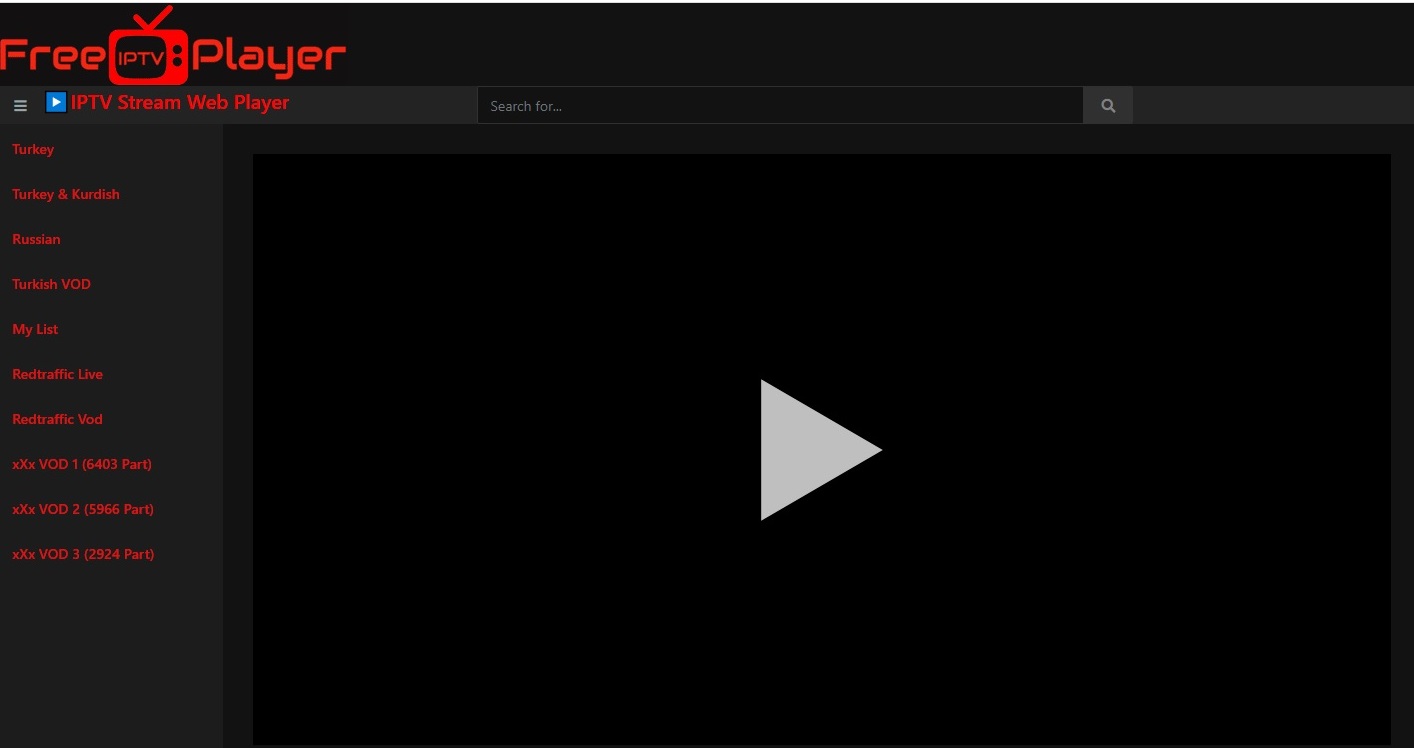 Free IPTV Player
IPTV Stream Web Player
Search for...
Turkey
Turkey & Kurdish
Russian
Turkish VOD
My List
Redtraffic Live
Redtraffic Vod
xXx VOD 1 (6403 Part)
xXx VOD 2 (5966 Part)
xXx VOD 3 (2924 Part)